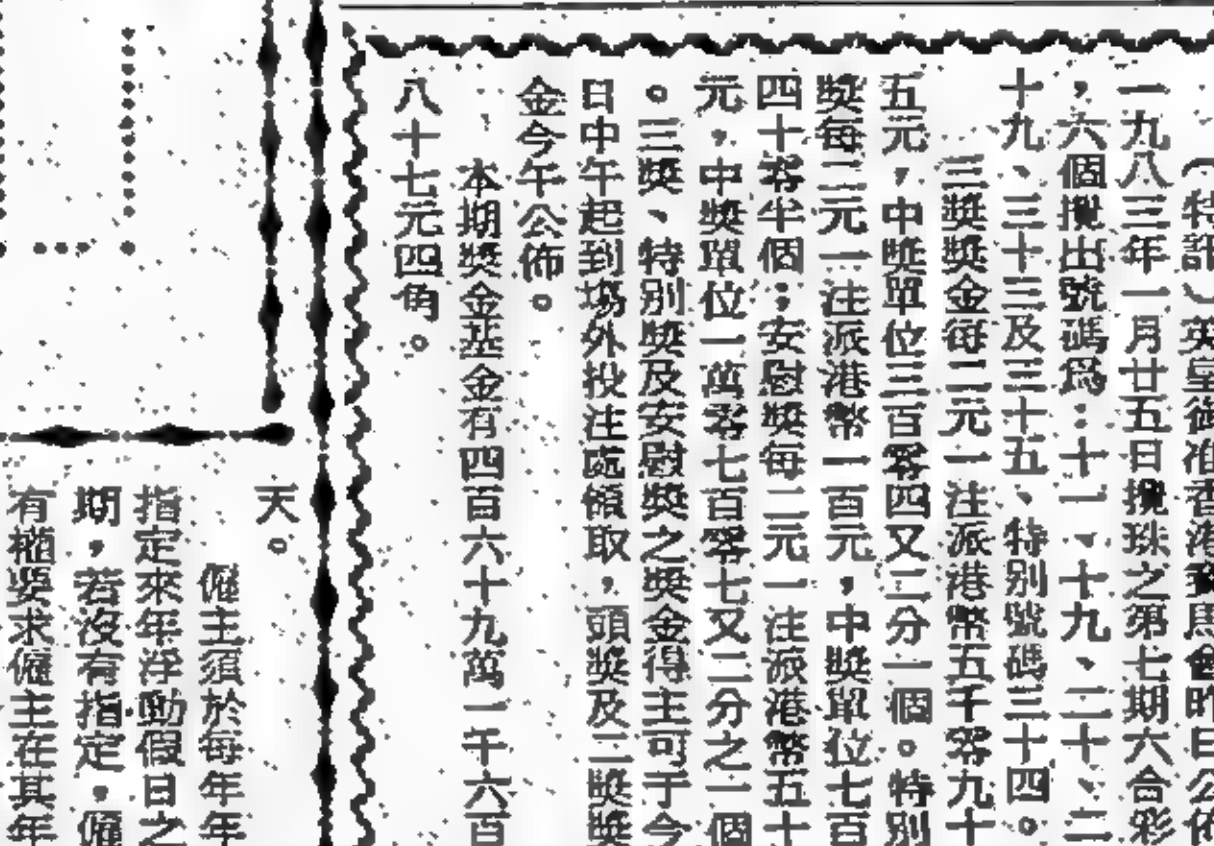 （特訊）英皇御准香港賽馬會昨日公佈
一九八三年一月廿五日攪珠之第七期六合彩
，六個攪出號碼爲：十一、十九、二十、二
十九、三十三及三十五、特別號碼三十四。
三獎獎金每二元一注派港幣五千零九十
五元，中獎單位三百零四又二分一個。特別
獎每二元一注派港幣一百元，中獎單位七百
四十零半個；安慰獎每二元一注派港幣五十
元，中獎單位一萬零七百零七又二分之一個
。三獎、特別獎及安慰獎之獎金得主可于今
日中午起到場外投注處領取，頭獎及二獎獎
金今午公佈。
本期獎金基金有四百六十九萬一千六百
八十七元四角。
天。
僱主須於每年年
指定來年浮動假日之
期，若沒有指定，僱
有權要求僱主在其年